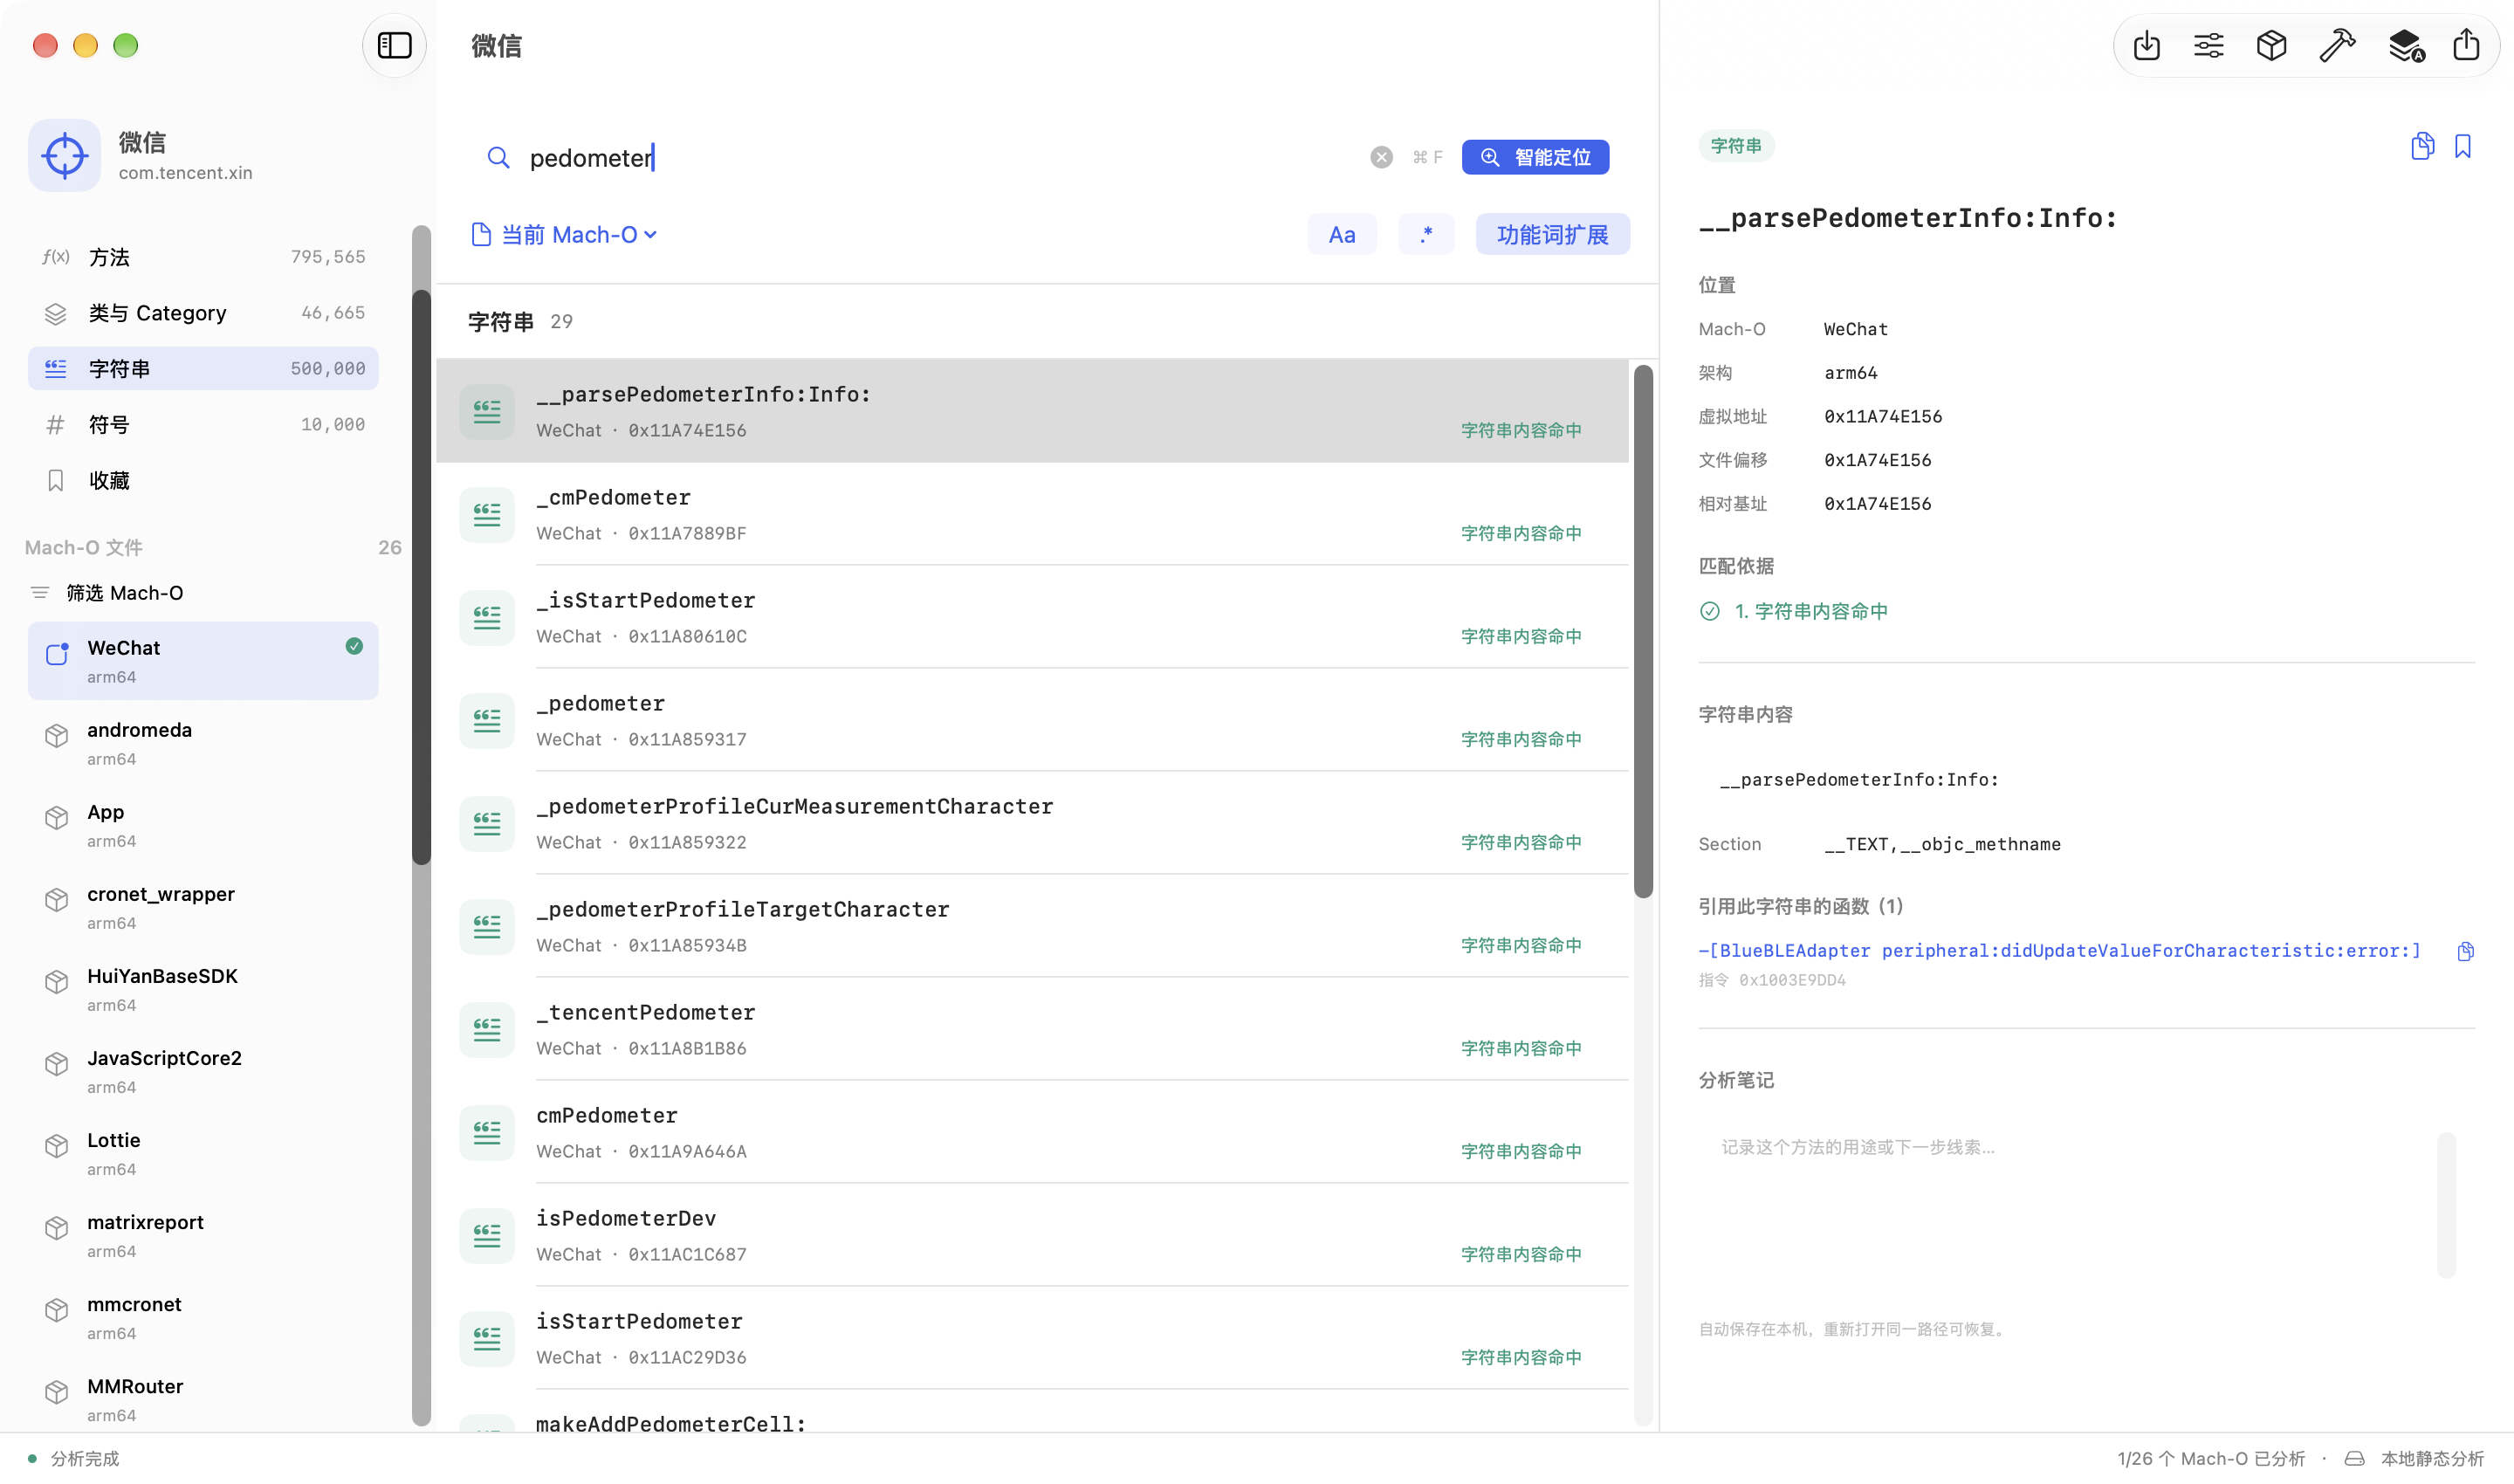 微信
com.tencent.xin
f(x) 方法 795,565
类与 Category 46,665
字符串 500,000
# 符号 10,000
收藏
Mach-O 文件 26
筛选 Mach-O
WeChat
arm64
andromeda
arm64
App
arm64
cronet_wrapper
arm64
HuiYanBaseSDK
arm64
JavaScriptCore2
arm64
Lottie
arm64
matrixreport
arm64
mmcronet
arm64
MMRouter
arm64
微信
pedometer ⌘ F 智能定位
当前 Mach-O Aa .* 功能词扩展
字符串 29
__parsePedometerInfo:Info:
WeChat · 0x11A74E156 字符串内容命中
_cmPedometer
WeChat · 0x11A7889BF 字符串内容命中
_isStartPedometer
WeChat · 0x11A80610C 字符串内容命中
_pedometer
WeChat · 0x11A859317 字符串内容命中
_pedometerProfileCurMeasurementCharacter
WeChat · 0x11A859322 字符串内容命中
_pedometerProfileTargetCharacter
WeChat · 0x11A85934B 字符串内容命中
_tencentPedometer
WeChat · 0x11A8B1B86 字符串内容命中
cmPedometer
WeChat · 0x11A9A646A 字符串内容命中
isPedometerDev
WeChat · 0x11AC1C687 字符串内容命中
isStartPedometer
WeChat · 0x11AC29D36 字符串内容命中
makeAddPedometerCell:
字符串
__parsePedometerInfo:Info:
位置
Mach-O WeChat
架构 arm64
虚拟地址 0x11A74E156
文件偏移 0x1A74E156
相对基址 0x1A74E156
匹配依据
1. 字符串内容命中
字符串内容
__parsePedometerInfo:Info:
Section __TEXT,__objc_methname
引用此字符串的函数 (1)
-[BlueBLEAdapter peripheral:didUpdateValueForCharacteristic:error:]
指令 0x1003E9DD4
分析笔记
记录这个方法的用途或下一步线索…
自动保存在本机，重新打开同一路径可恢复。
分析完成
1/26 个 Mach-O 已分析 · 本地静态分析